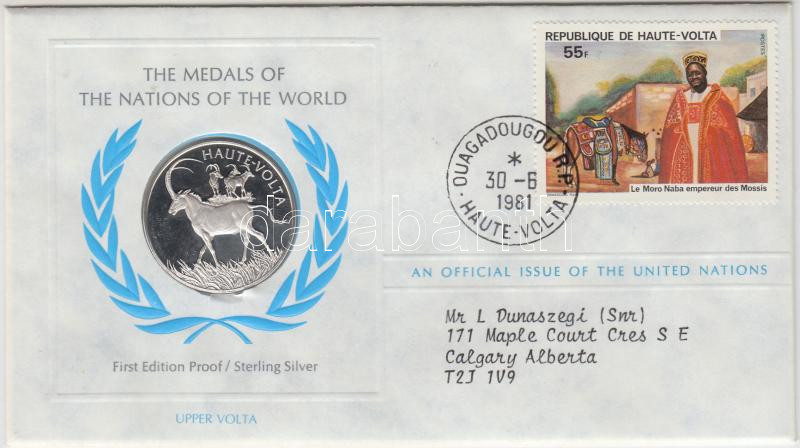 THE MEDALS OF
THE NATIONS OF THE WORLD
HAUTE-VOLTA
First Edition Proof / Sterling Silver
UPPER VOLTA
REPUBLIQUE DE HAUTE-VOLTA
55F
POSTES
Le Moro Naba empereur des Mossis
OUAGADOUGOU R.P.
*
30-6
1981
HAUTE-VOLTA
AN OFFICIAL ISSUE OF THE UNITED NATIONS
Mr L Dunaszegi (Snr)
171 Maple Court Cres S E
Calgary Alberta
T2J 1V9
darabanth